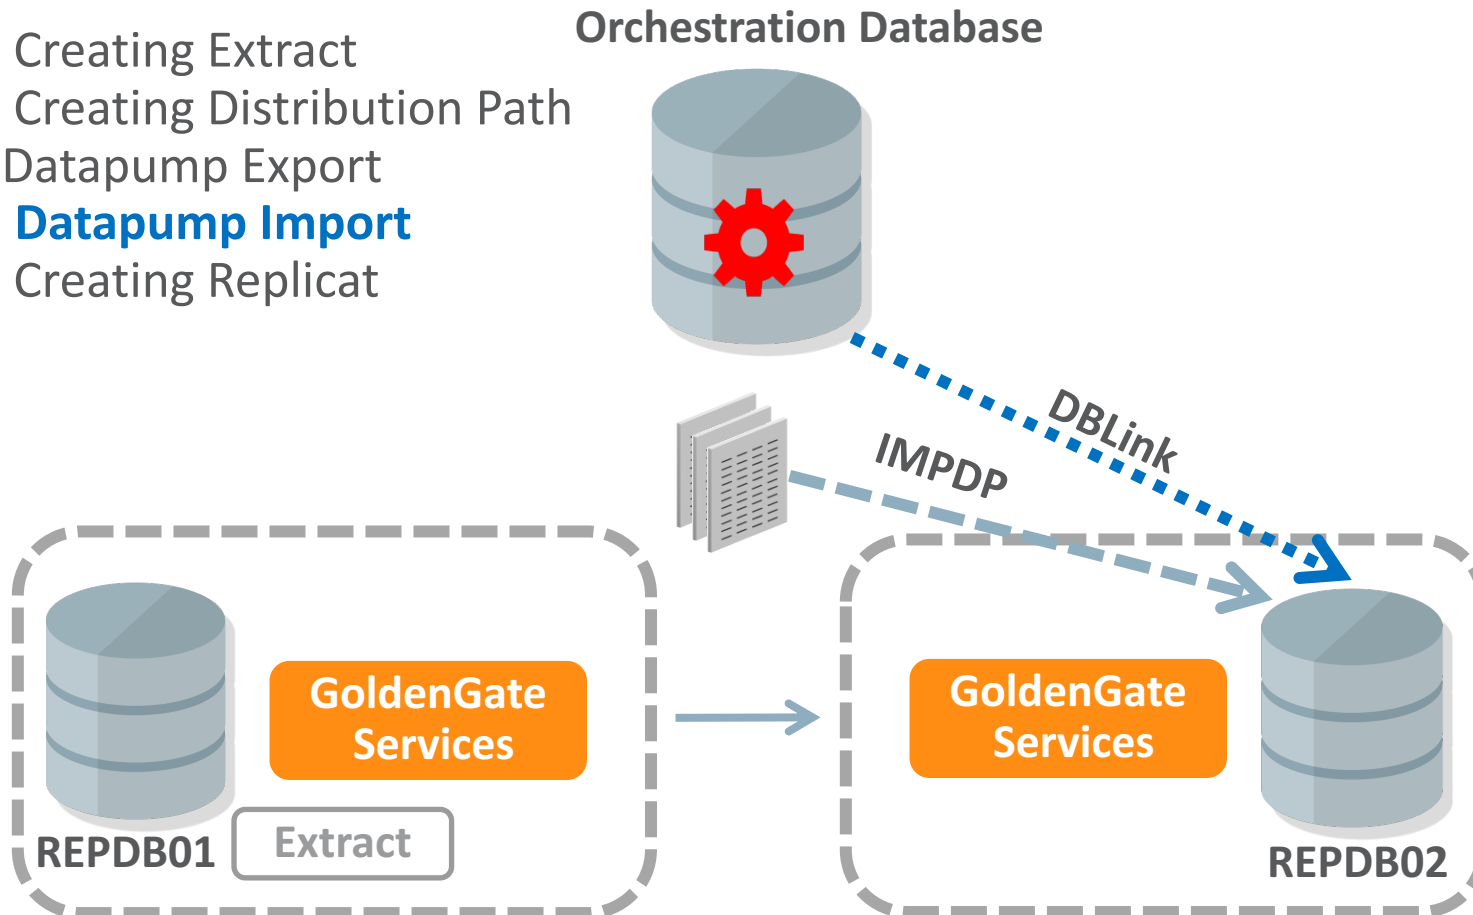 Orchestration Database
Creating Extract
Creating Distribution Path
Datapump Export
Datapump Import
Creating Replicat
DBLink
IMPDP
GoldenGate
Services
GoldenGate
Services
Extract
REPDB01
REPDB02